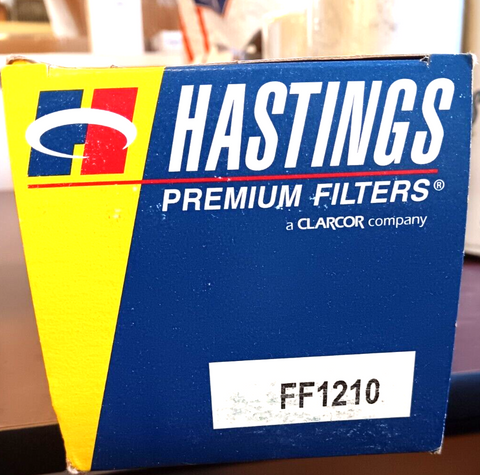 HASTINGS
PREMIUM FILTERS®
a CLARCOR company
FF1210